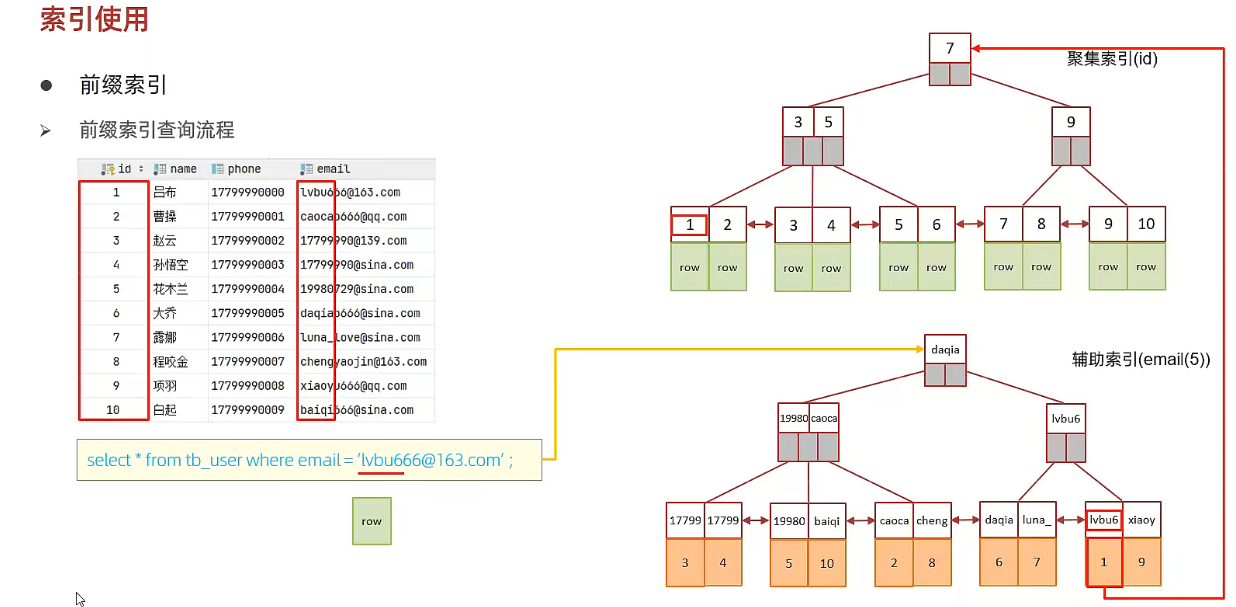 索引使用
前缀索引
前缀索引查询流程
id name phone email
1 吕布 17799990000 lvbu666@163.com
2 曹操 17799990001 caocao666@qq.com
3 赵云 17799990002 17799990@139.com
4 孙悟空 17799990003 17799990@sina.com
5 花木兰 17799990004 19980729@sina.com
6 大乔 17799990005 daqiao666@sina.com
7 露娜 17799990006 luna_love@sina.com
8 程咬金 17799990007 chengyaojin@163.com
9 项羽 17799990008 xiaoyu666@qq.com
10 白起 17799990009 baiqi666@sina.com
select * from tb_user where email = 'lvbu666@163.com' ;
row
聚集索引(id)
7
3 5 9
1 2 3 4 5 6 7 8 9 10
row row row row row row row row row row
辅助索引(email(5))
daqia
19980 caoca lvbu6
17799 17799 19980 baiqi caoca cheng daqia luna_ lvbu6 xiaoy
3 4 5 10 2 8 6 7 1 9